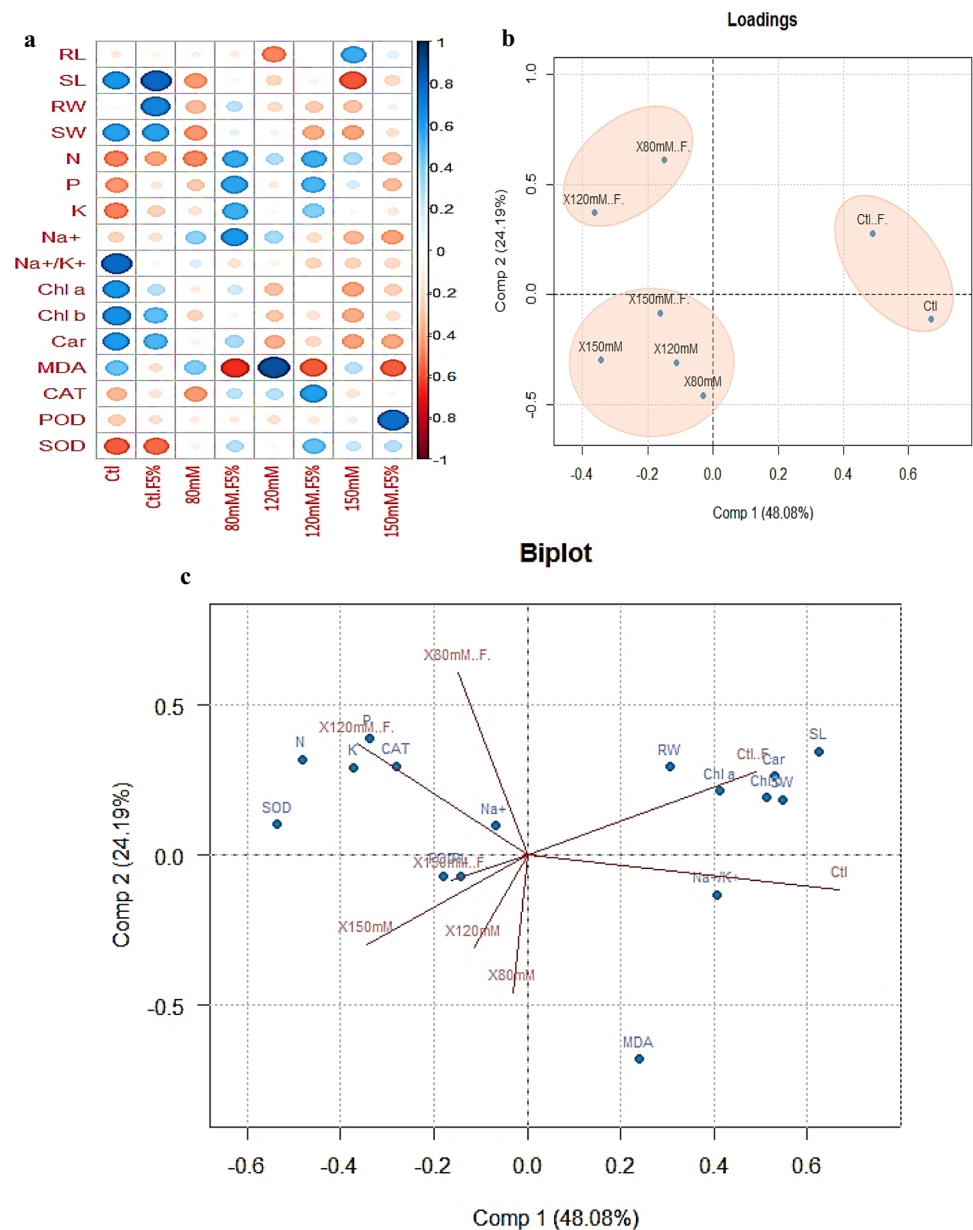 a
RL
SL
RW
SW
N
P
K
Na+
Na+/K+
Chl a
Chl b
Car
MDA
CAT
POD
SOD
Ctl
Ctl.F5%
80mM
80mM.F5%
120mM
120mM.F5%
150mM
150mM.F5%
1
0.8
0.6
0.4
0.2
0
-0.2
-0.4
-0.6
-0.8
-1
b
Loadings
Comp 2 (24.19%)
1.0
0.5
0.0
-0.5
X80mM..F.
X120mM..F.
Ctl..F.
Ctl
X150mM..F.
X150mM
X120mM
X80mM
-0.4
-0.2
0.0
0.2
0.4
0.6
Comp 1 (48.08%)
Biplot
c
Comp 2 (24.19%)
0.5
0.0
-0.5
X80mM..F.
P
X120mM..F.
N
K
CAT
SOD
Na+
X150mM..F.
X150mM
X120mM
X80mM
SL
RW
Ctl..F.
Car
Chl a
SW
Ctl
Na+/K+
MDA
-0.6
-0.4
-0.2
0.0
0.2
0.4
0.6
Comp 1 (48.08%)